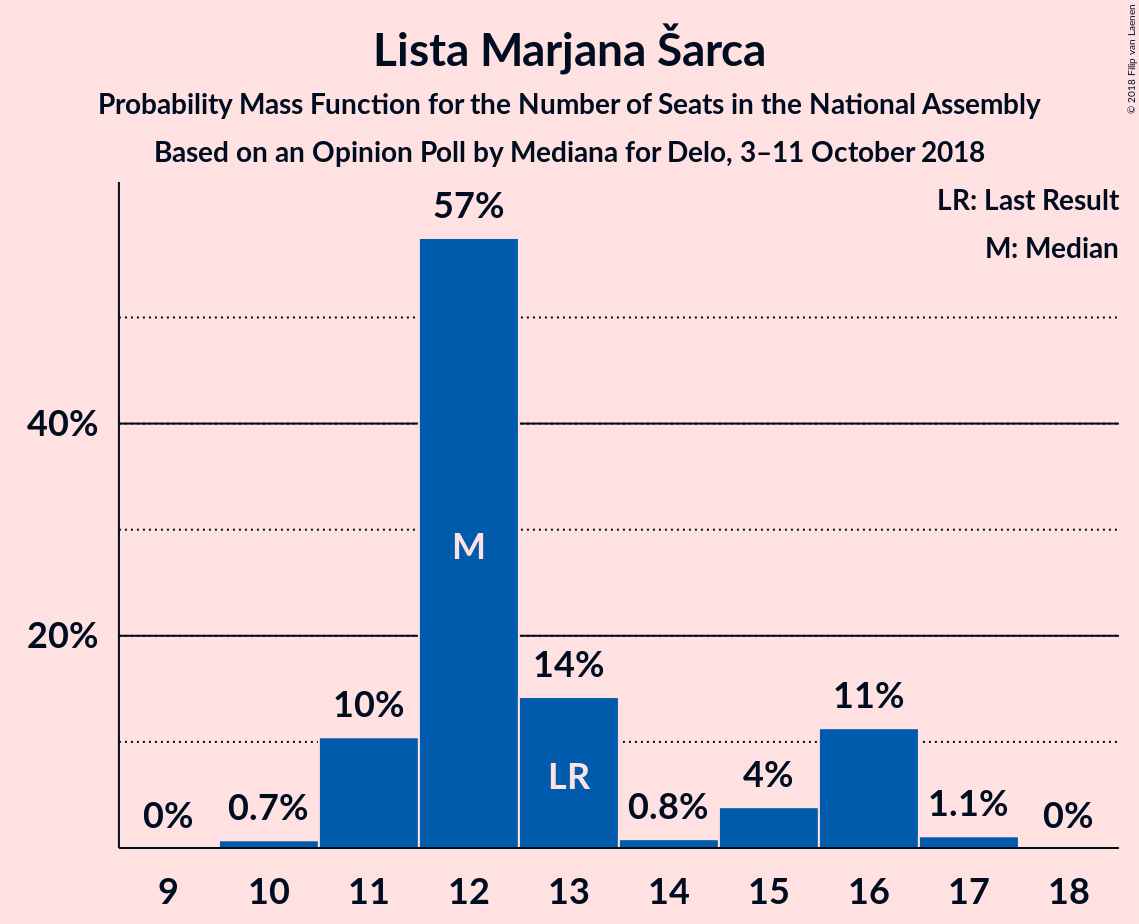 Lista Marjana Šarca
Probability Mass Function for the Number of Seats in the National Assembly
Based on an Opinion Poll by Mediana for Delo, 3–11 October 2018
© 2018 Filip van Laenen
LR: Last Result
M: Median
57%
40%
M
20%
14%
11%
10%
LR
4%
0%
0.7%
0.8%
1.1%
0%
9 10 11 12 13 14 15 16 17 18